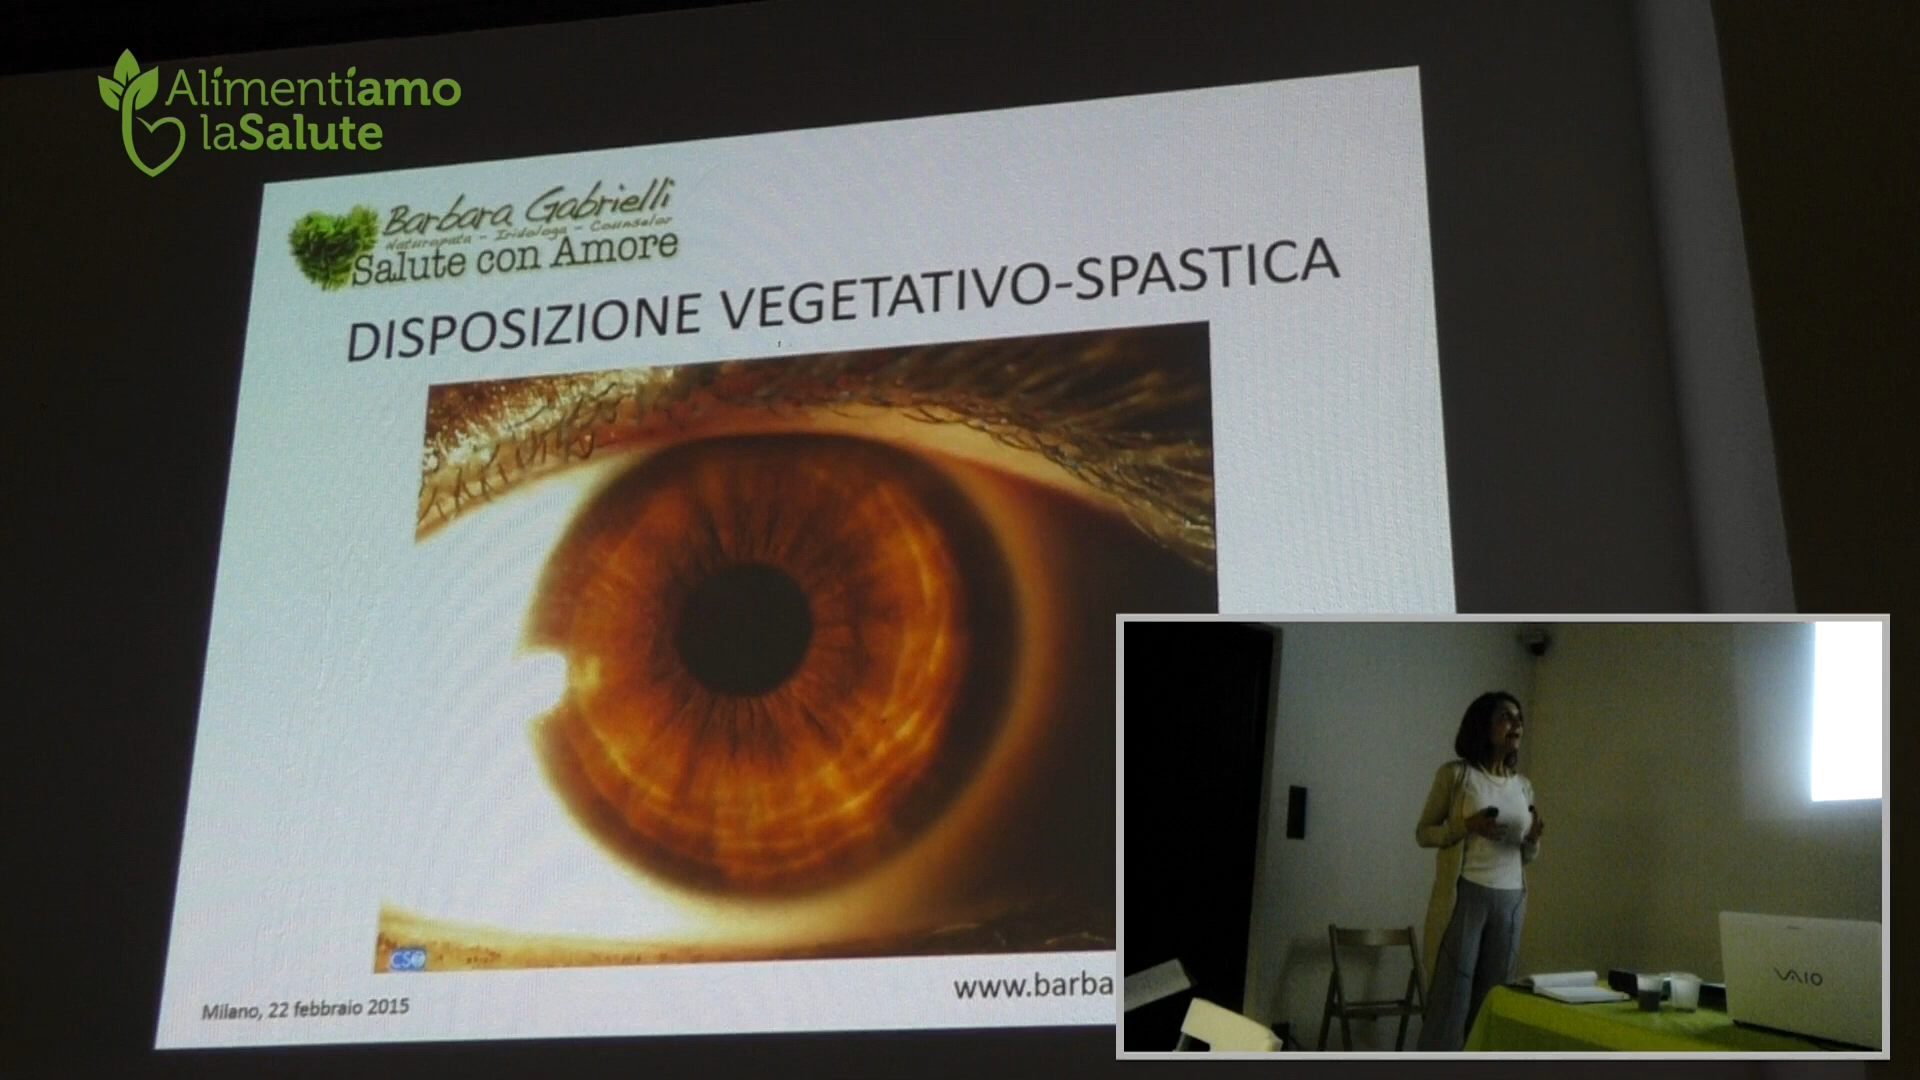 Alimentiamo
laSalute
Barbara Gabrielli
Naturopata - Iridologa - Counselor
Salute con Amore
DISPOSIZIONE VEGETATIVO-SPASTICA
CSO
www.barba
Milano, 22 febbraio 2015
VAIO